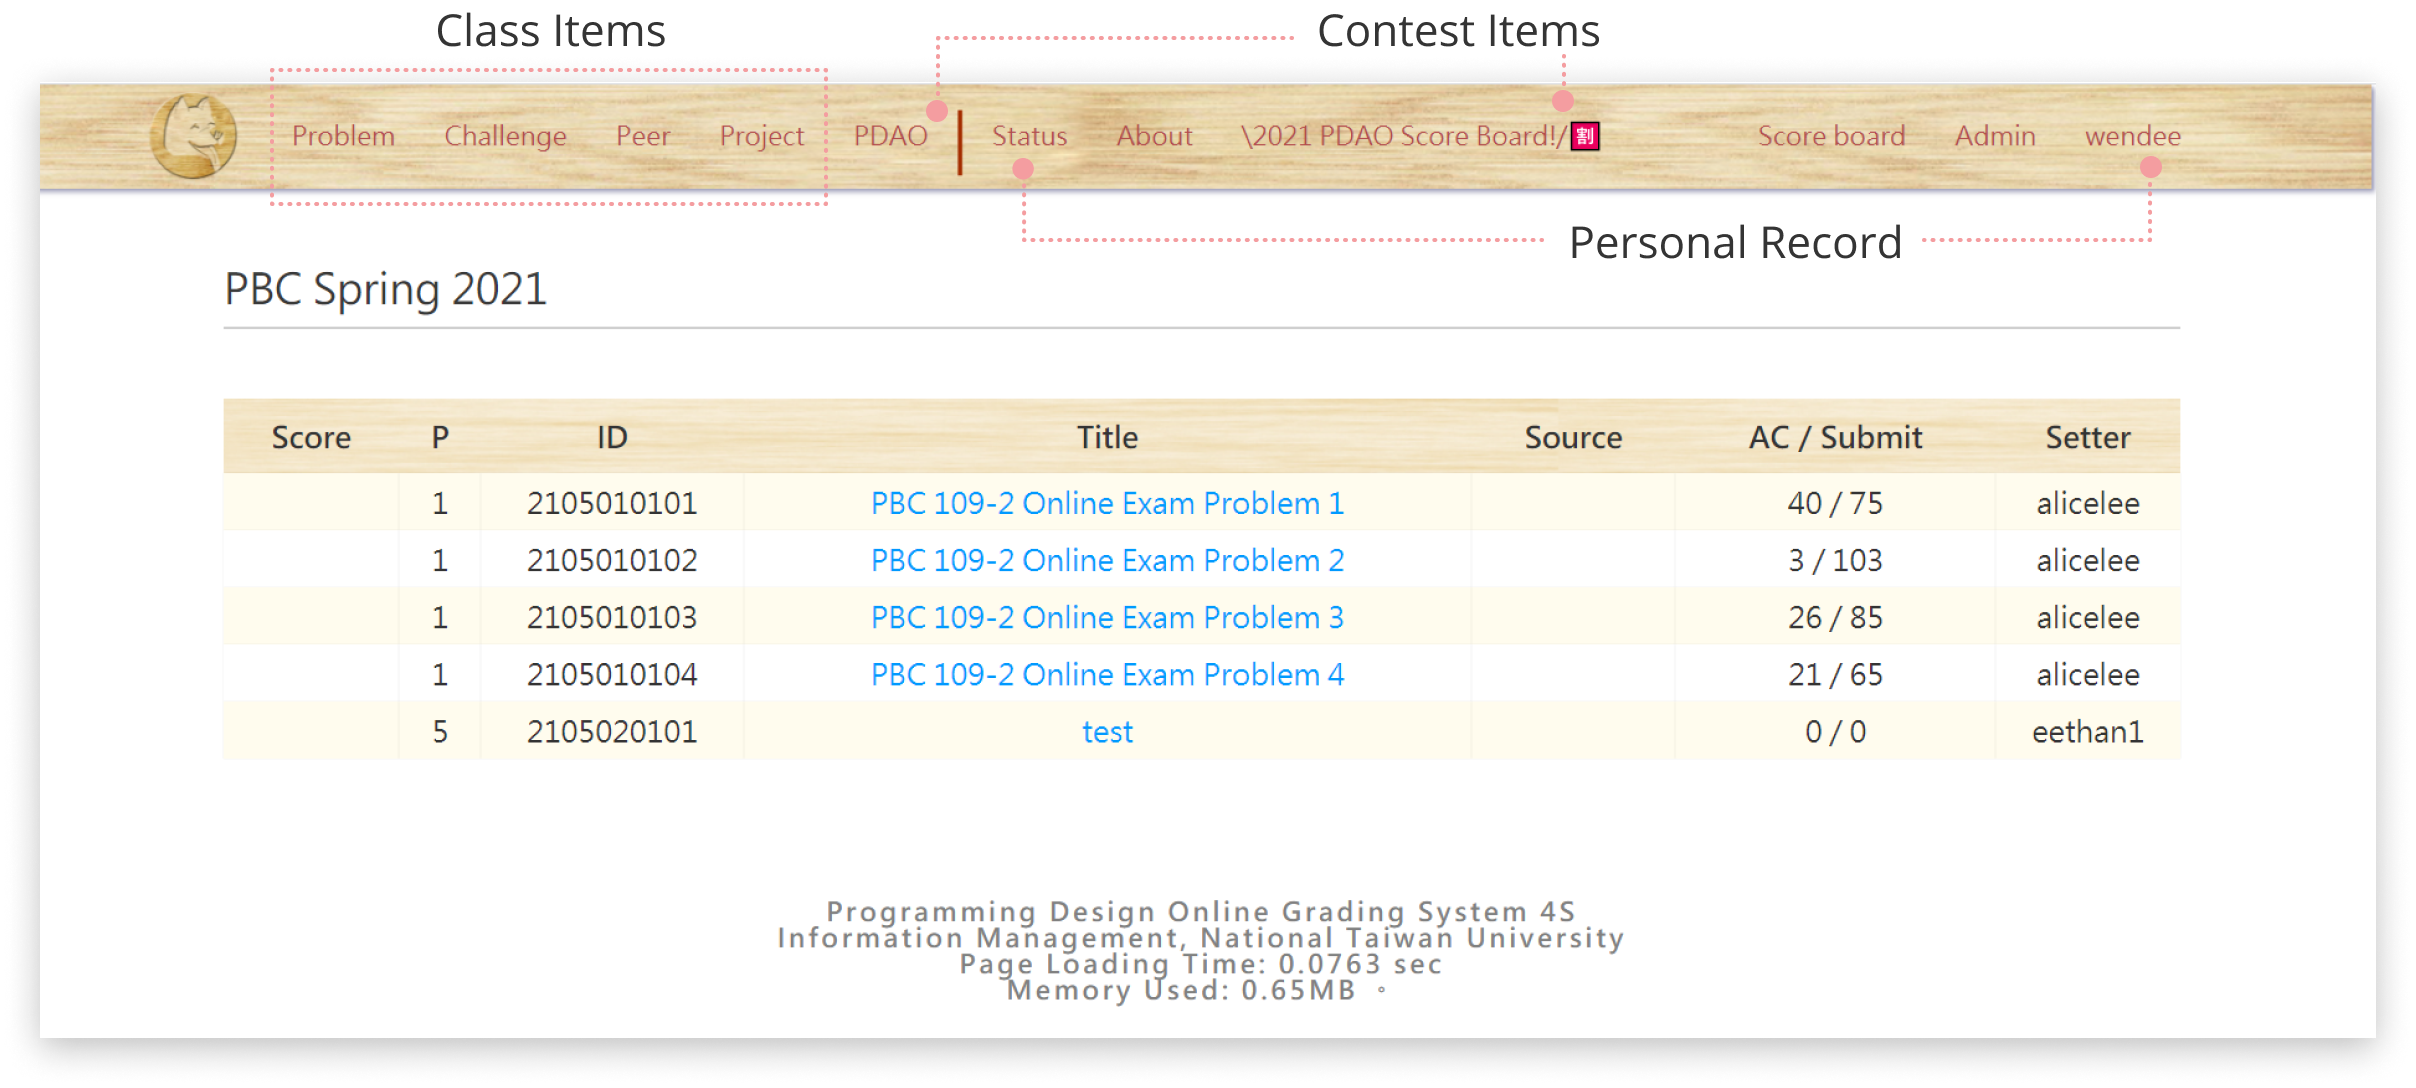 Class Items
Contest Items
Problem Challenge Peer Project PDAO Status About \2021 PDAO Score Board!/割 Score board Admin wendee
Personal Record
PBC Spring 2021
Score P ID Title Source AC / Submit Setter
1 2105010101 PBC 109-2 Online Exam Problem 1 40 / 75 alicelee
1 2105010102 PBC 109-2 Online Exam Problem 2 3 / 103 alicelee
1 2105010103 PBC 109-2 Online Exam Problem 3 26 / 85 alicelee
1 2105010104 PBC 109-2 Online Exam Problem 4 21 / 65 alicelee
5 2105020101 test 0 / 0 eethan1
Programming Design Online Grading System 4S
Information Management, National Taiwan University
Page Loading Time: 0.0763 sec
Memory Used: 0.65MB 。